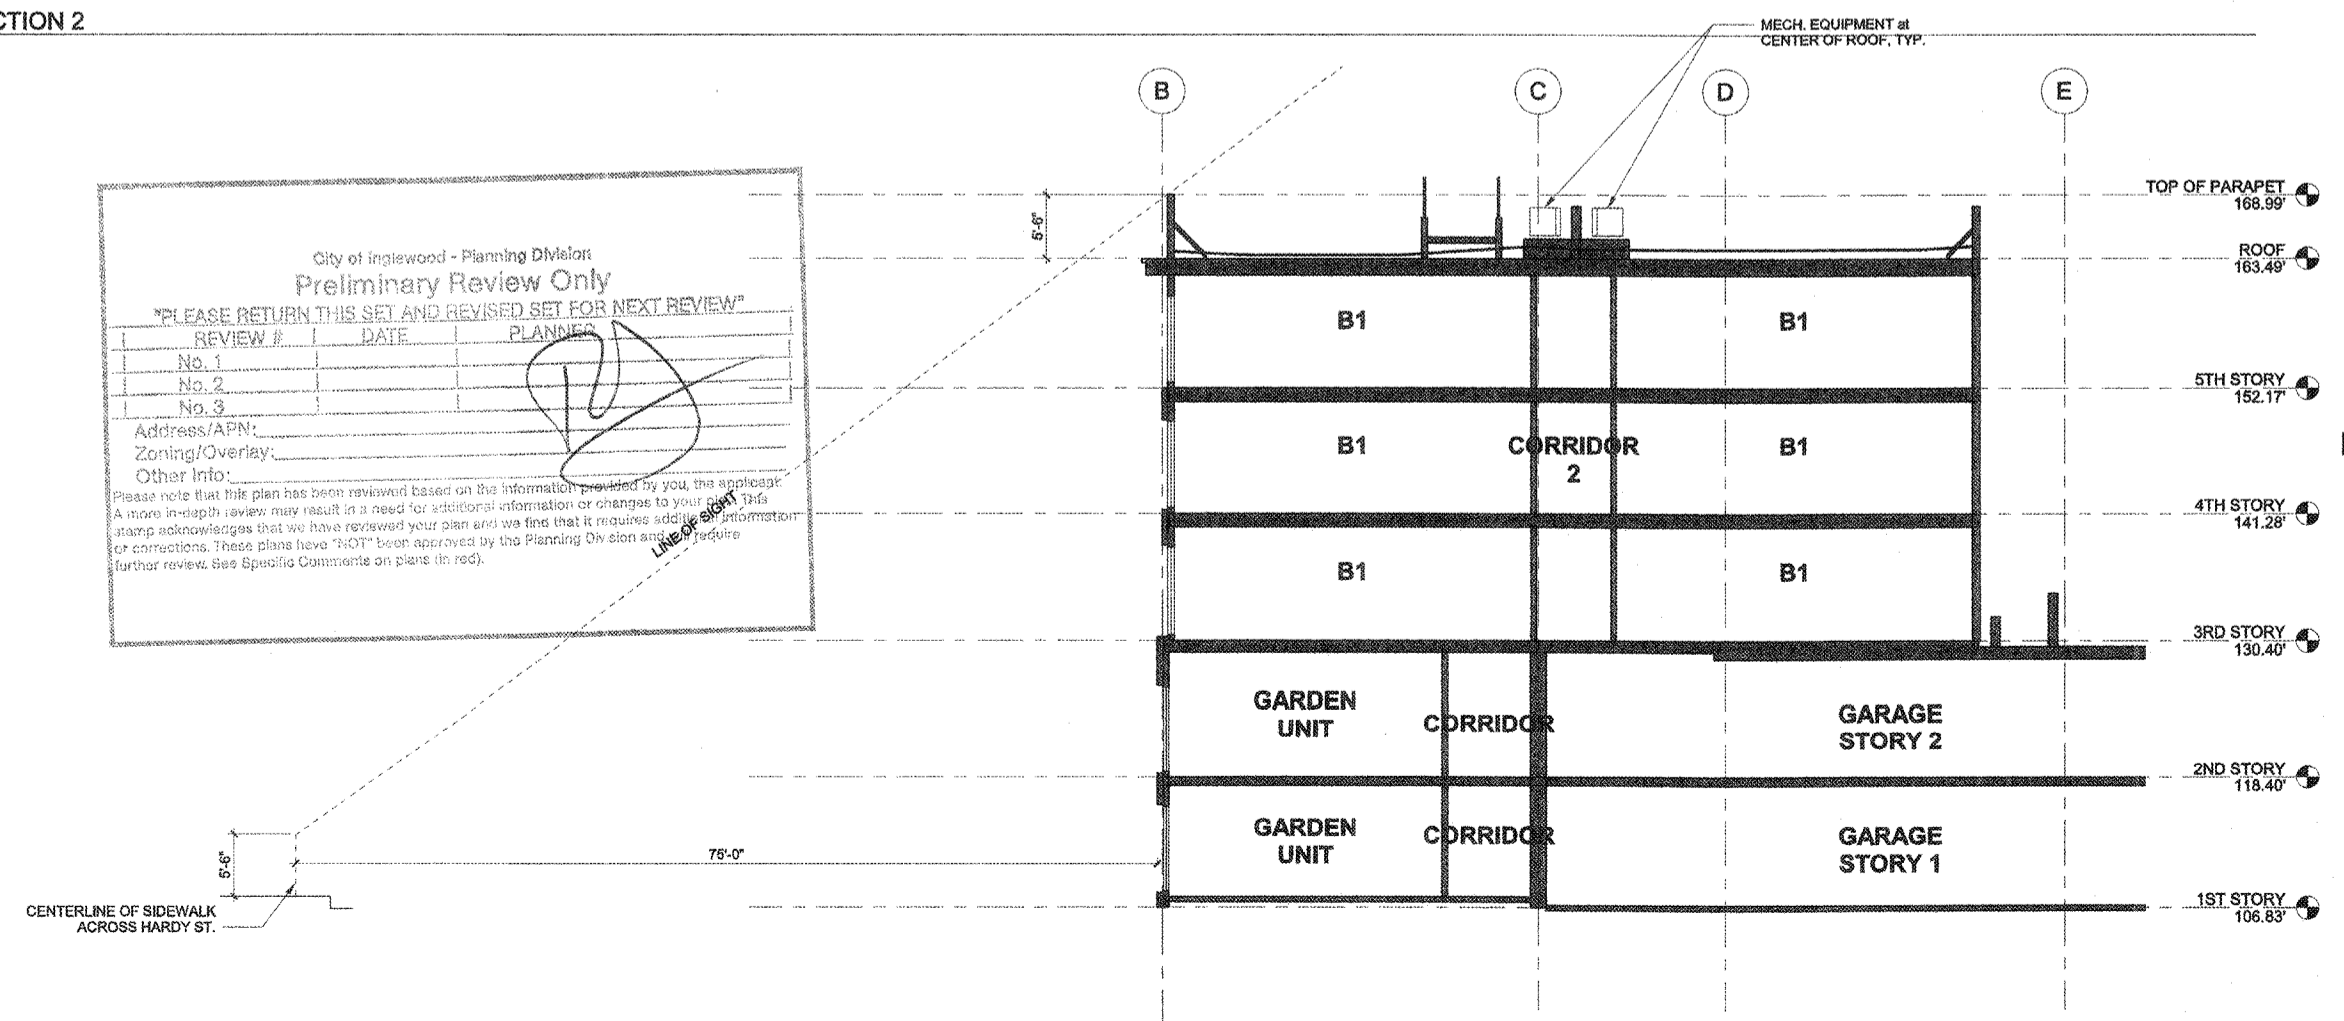 CTION 2
MECH. EQUIPMENT at
CENTER OF ROOF, TYP.
B
C
D
E
TOP OF PARAPET
168.99'
5'-6"
ROOF
163.49'
City of Inglewood - Planning Division
Preliminary Review Only
"PLEASE RETURN THIS SET AND REVISED SET FOR NEXT REVIEW"
REVIEW # DATE PLANNER
No. 1
No. 2
No. 3
Address/APN:
Zoning/Overlay:
Other Info:
Please note that this plan has been reviewed based on the information provided by you, the applicant.
A more in-depth review may result in a need for additional information or changes to your plan. This
stamp acknowledges that we have reviewed your plan and we find that it requires additional information
or corrections. These plans have "NOT" been approved by the Planning Division and will require
further review. See Specific Comments on plans (in red).
LINE OF SIGHT
B1
B1
5TH STORY
152.17'
B1
CORRIDOR
2
B1
4TH STORY
141.28'
B1
B1
3RD STORY
130.40'
GARDEN
UNIT
CORRIDOR
GARAGE
STORY 2
2ND STORY
118.40'
GARDEN
UNIT
CORRIDOR
GARAGE
STORY 1
1ST STORY
106.83'
5'-6"
75'-0"
CENTERLINE OF SIDEWALK
ACROSS HARDY ST.